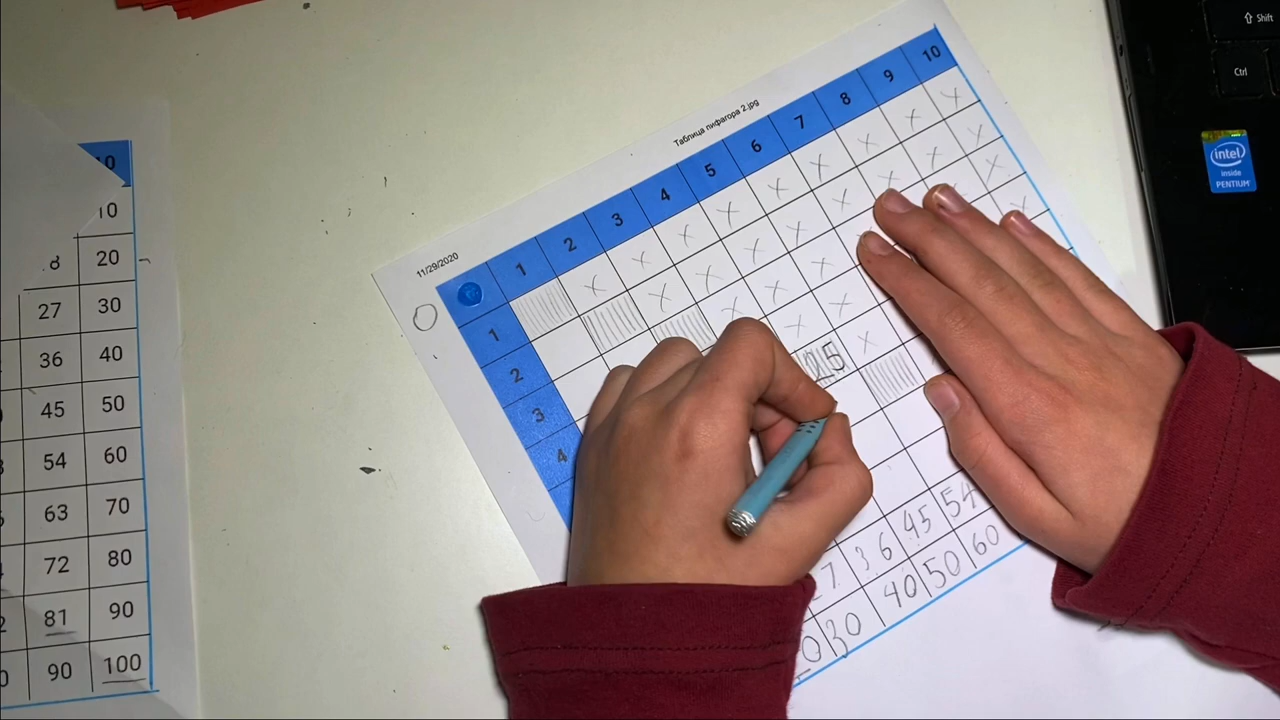 11/29/2020
Таблица пифагора 2.jpg
1 2 3 4 5 6 7 8 9 10
1
2
3
4
25
36 45 54
30 40 50 60
10
20
27 30
36 40
45 50
54 60
63 70
72 80
81 90
90 100
Shift
Ctrl
intel
inside
PENTIUM